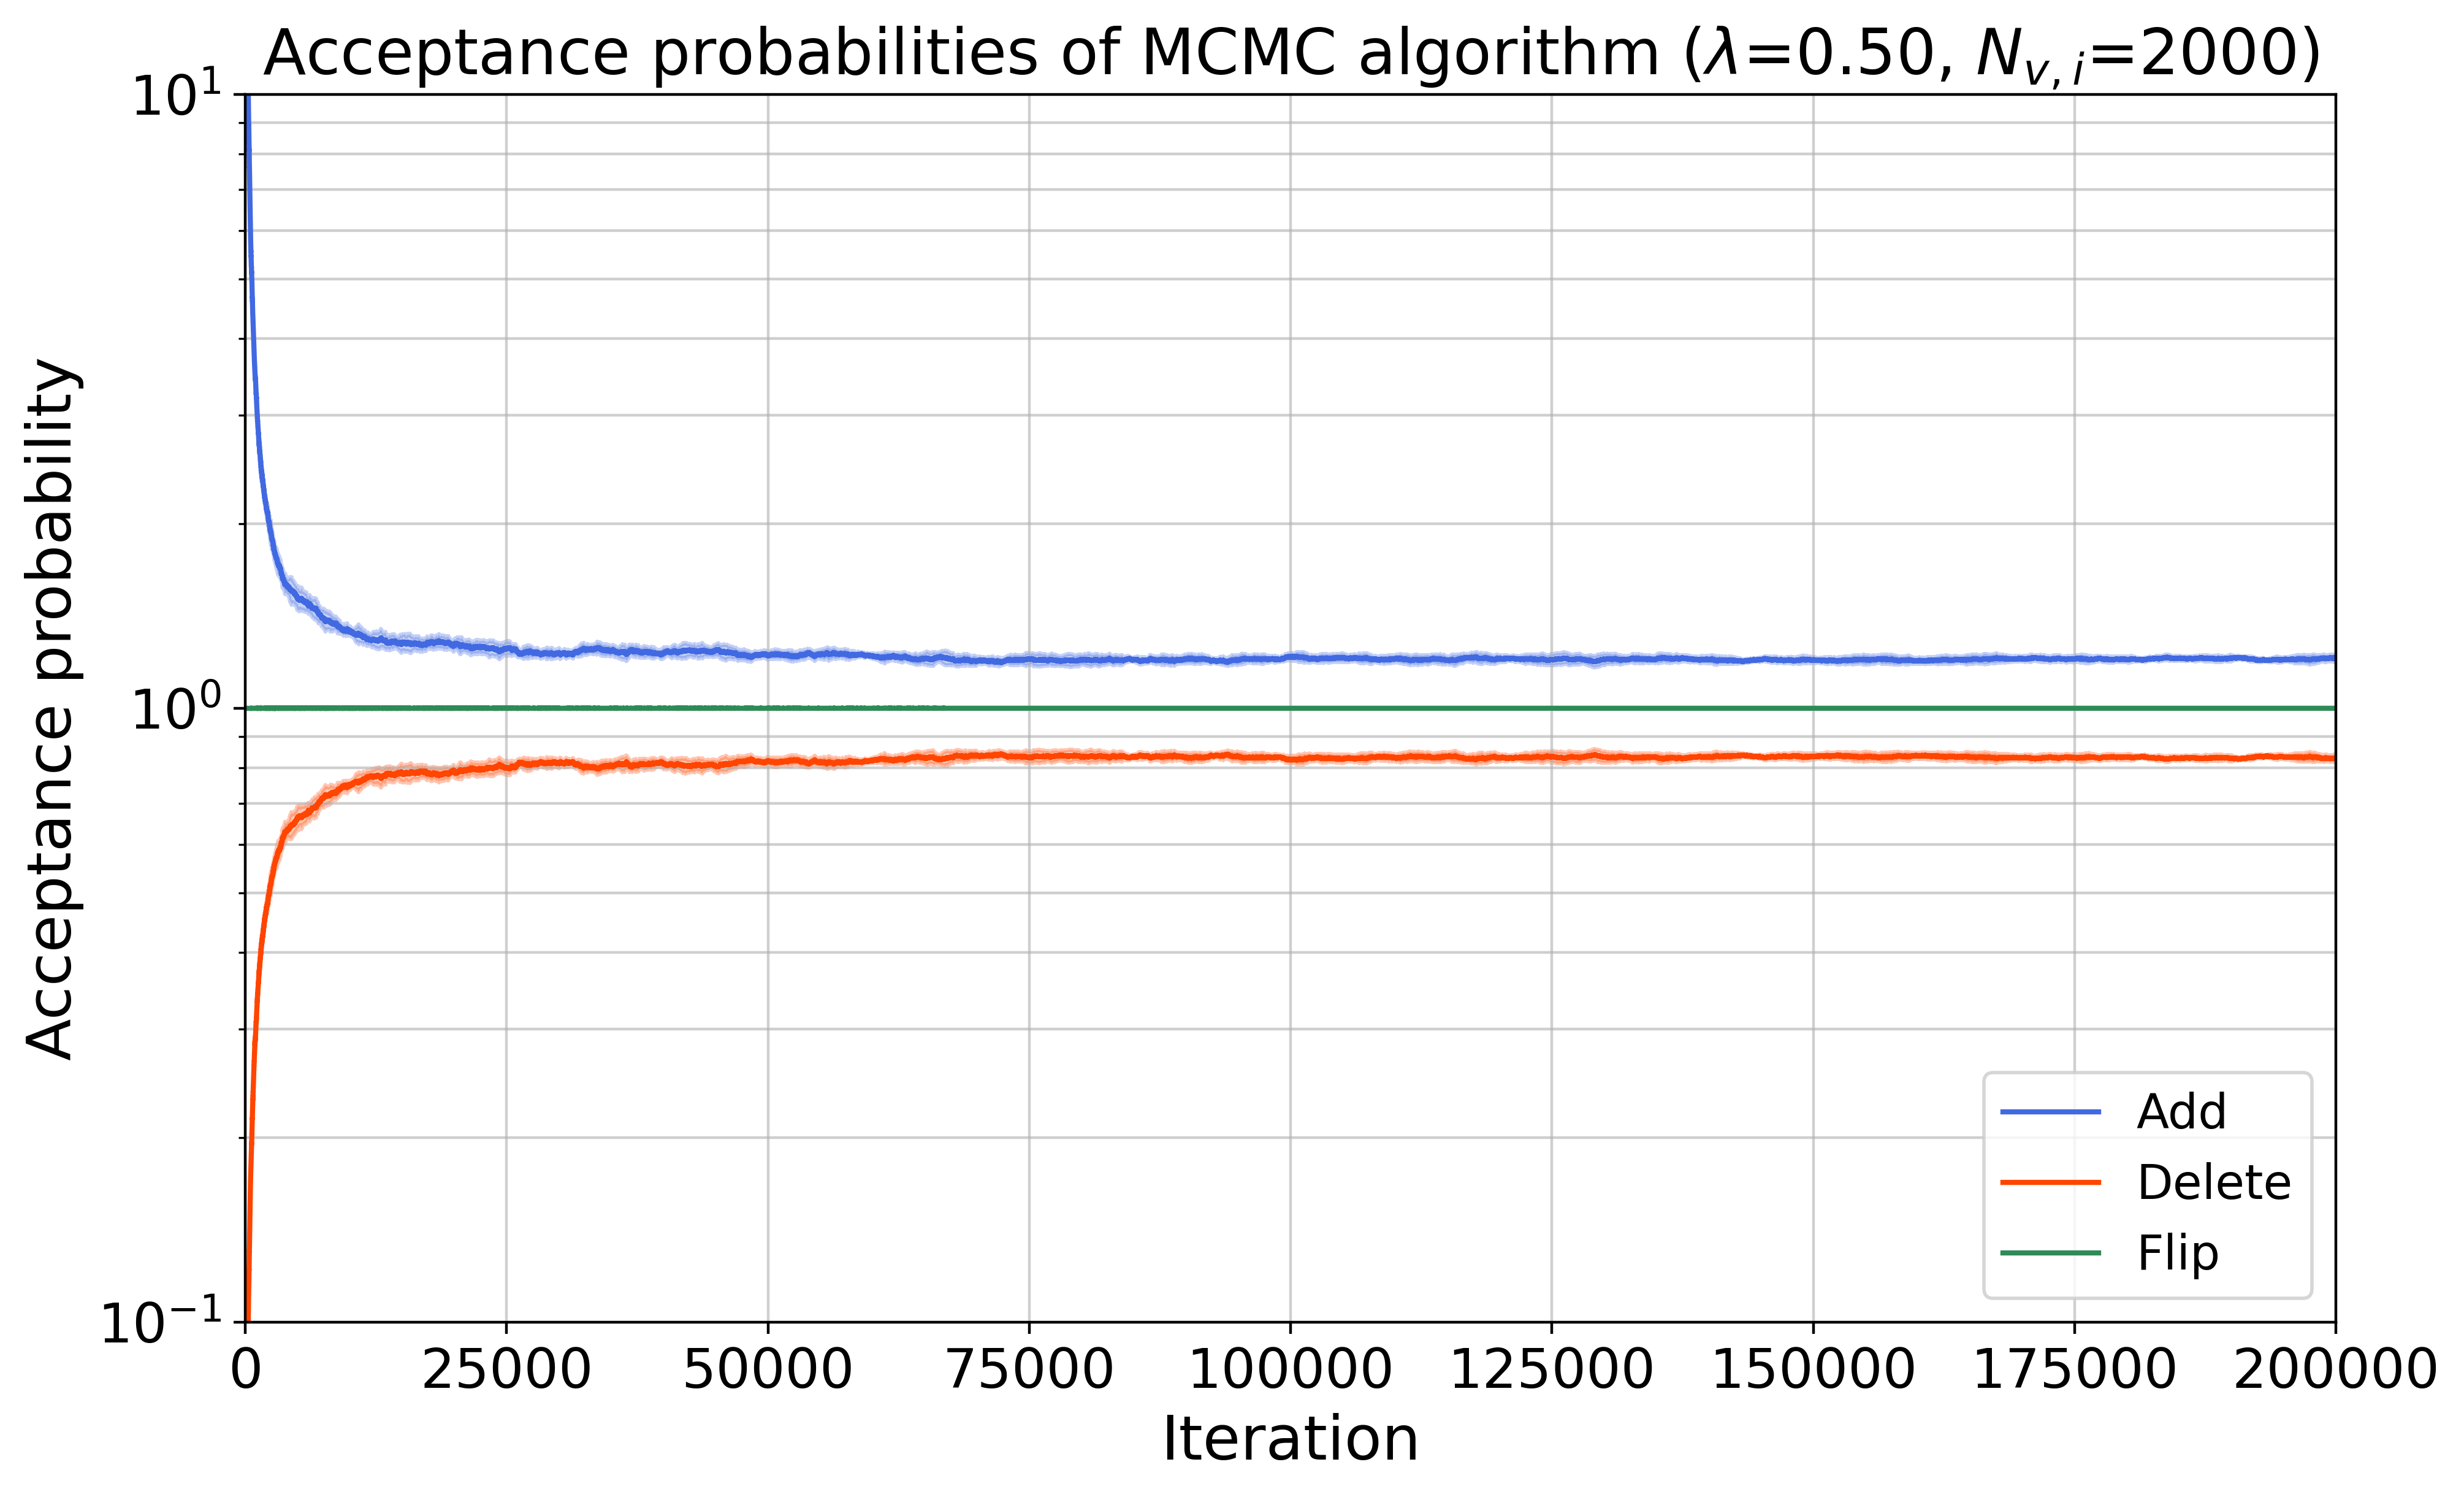 Acceptance probabilities of MCMC algorithm (λ=0.50, N_{v, i}=2000)
Acceptance probability
10^1
10^0
10^{-1}
Add
Delete
Flip
0 25000 50000 75000 100000 125000 150000 175000 200000
Iteration